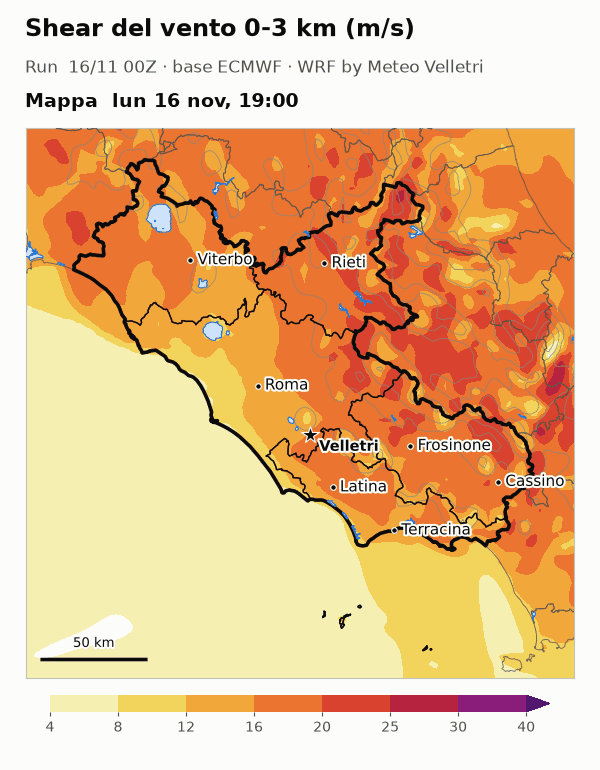 Shear del vento 0-3 km (m/s)
Run  16/11 00Z · base ECMWF · WRF by Meteo Velletri
Mappa  lun 16 nov, 19:00
Viterbo
Rieti
Roma
Velletri
Frosinone
Latina
Cassino
Terracina
50 km
4 8 12 16 20 25 30 40